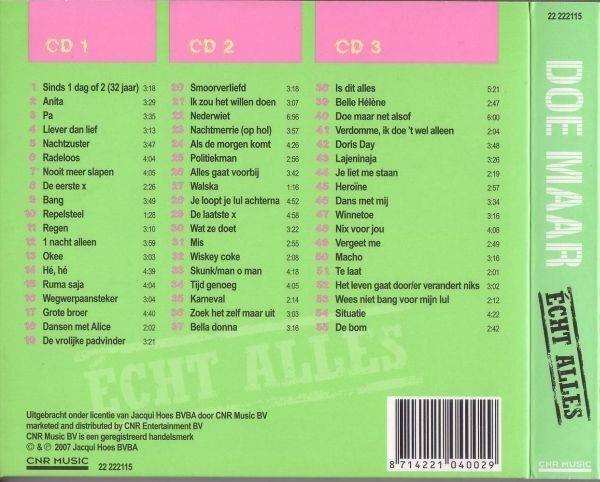 22 222115
CD 1
1 Sinds 1 dag of 2 (32 jaar) 3:18
2 Anita 3:29
3 Pa 3:35
4 Liever dan lief 3:13
5 Nachtzuster 3:17
6 Radeloos 4:04
7 Nooit meer slapen 4:05
8 De eerste x 2:26
9 Bang 3:49
10 Repelsteel 1:28
11 Regen 3:10
12 1 nacht alleen 3:59
13 Okee 3:03
14 Hé, hé 4:19
15 Ruma saja 4:14
16 Wegwerpaansteker 3:04
17 Grote broer 4:40
18 Dansen met Alice 2:02
19 De vrolijke padvinder 3:21
CD 2
20 Smoorverliefd 3:18
21 Ik zou het willen doen 3:07
22 Nederwiet 6:56
23 Nachtmerrie (op hol) 3:57
24 Als de morgen komt 4:26
25 Politiekman 2:56
26 Alles gaat voorbij 3:42
27 Walska 1:16
28 Je loopt je lul achterna 4:52
29 De laatste x 4:58
30 Wat ze doet 3:22
31 Mis 2:55
32 Wiskey coke 2:08
33 Skunk/man o man 4:18
34 Tijd genoeg 4:05
35 Karneval 2:14
36 Zoek het zelf maar uit 3:03
37 Bella donna 3:16
CD 3
38 Is dit alles 5:21
39 Belle Hélène 2:47
40 Doe maar net alsof 6:00
41 Verdomme, ik doe 't wel alleen 2:04
42 Doris Day 3:48
43 Lajeninaja 3:26
44 Je liet me staan 2:19
45 Heroïne 2:57
46 Dans met mij 3:34
47 Winnetoe 3:16
48 Nix voor jou 4:08
49 Vergeet me 2:49
50 Macho 3:16
51 Te laat 2:01
52 Het leven gaat door/er verandert niks 3:02
53 Wees niet bang voor mijn lul 2:12
54 Situatie 4:22
55 De bom 2:42
ÉCHT ALLES
Uitgebracht onder licentie van Jacqui Hoes BVBA door CNR Music BV
marketed and distributed by CNR Entertainment BV
CNR Music BV is een geregistreerd handelsmerk
© & ℗ 2007 Jacqui Hoes BVBA
CNR MUSIC
22 222115
8 714221 040029
DOE MAAR
ÉCHT ALLES
CNR MUSIC